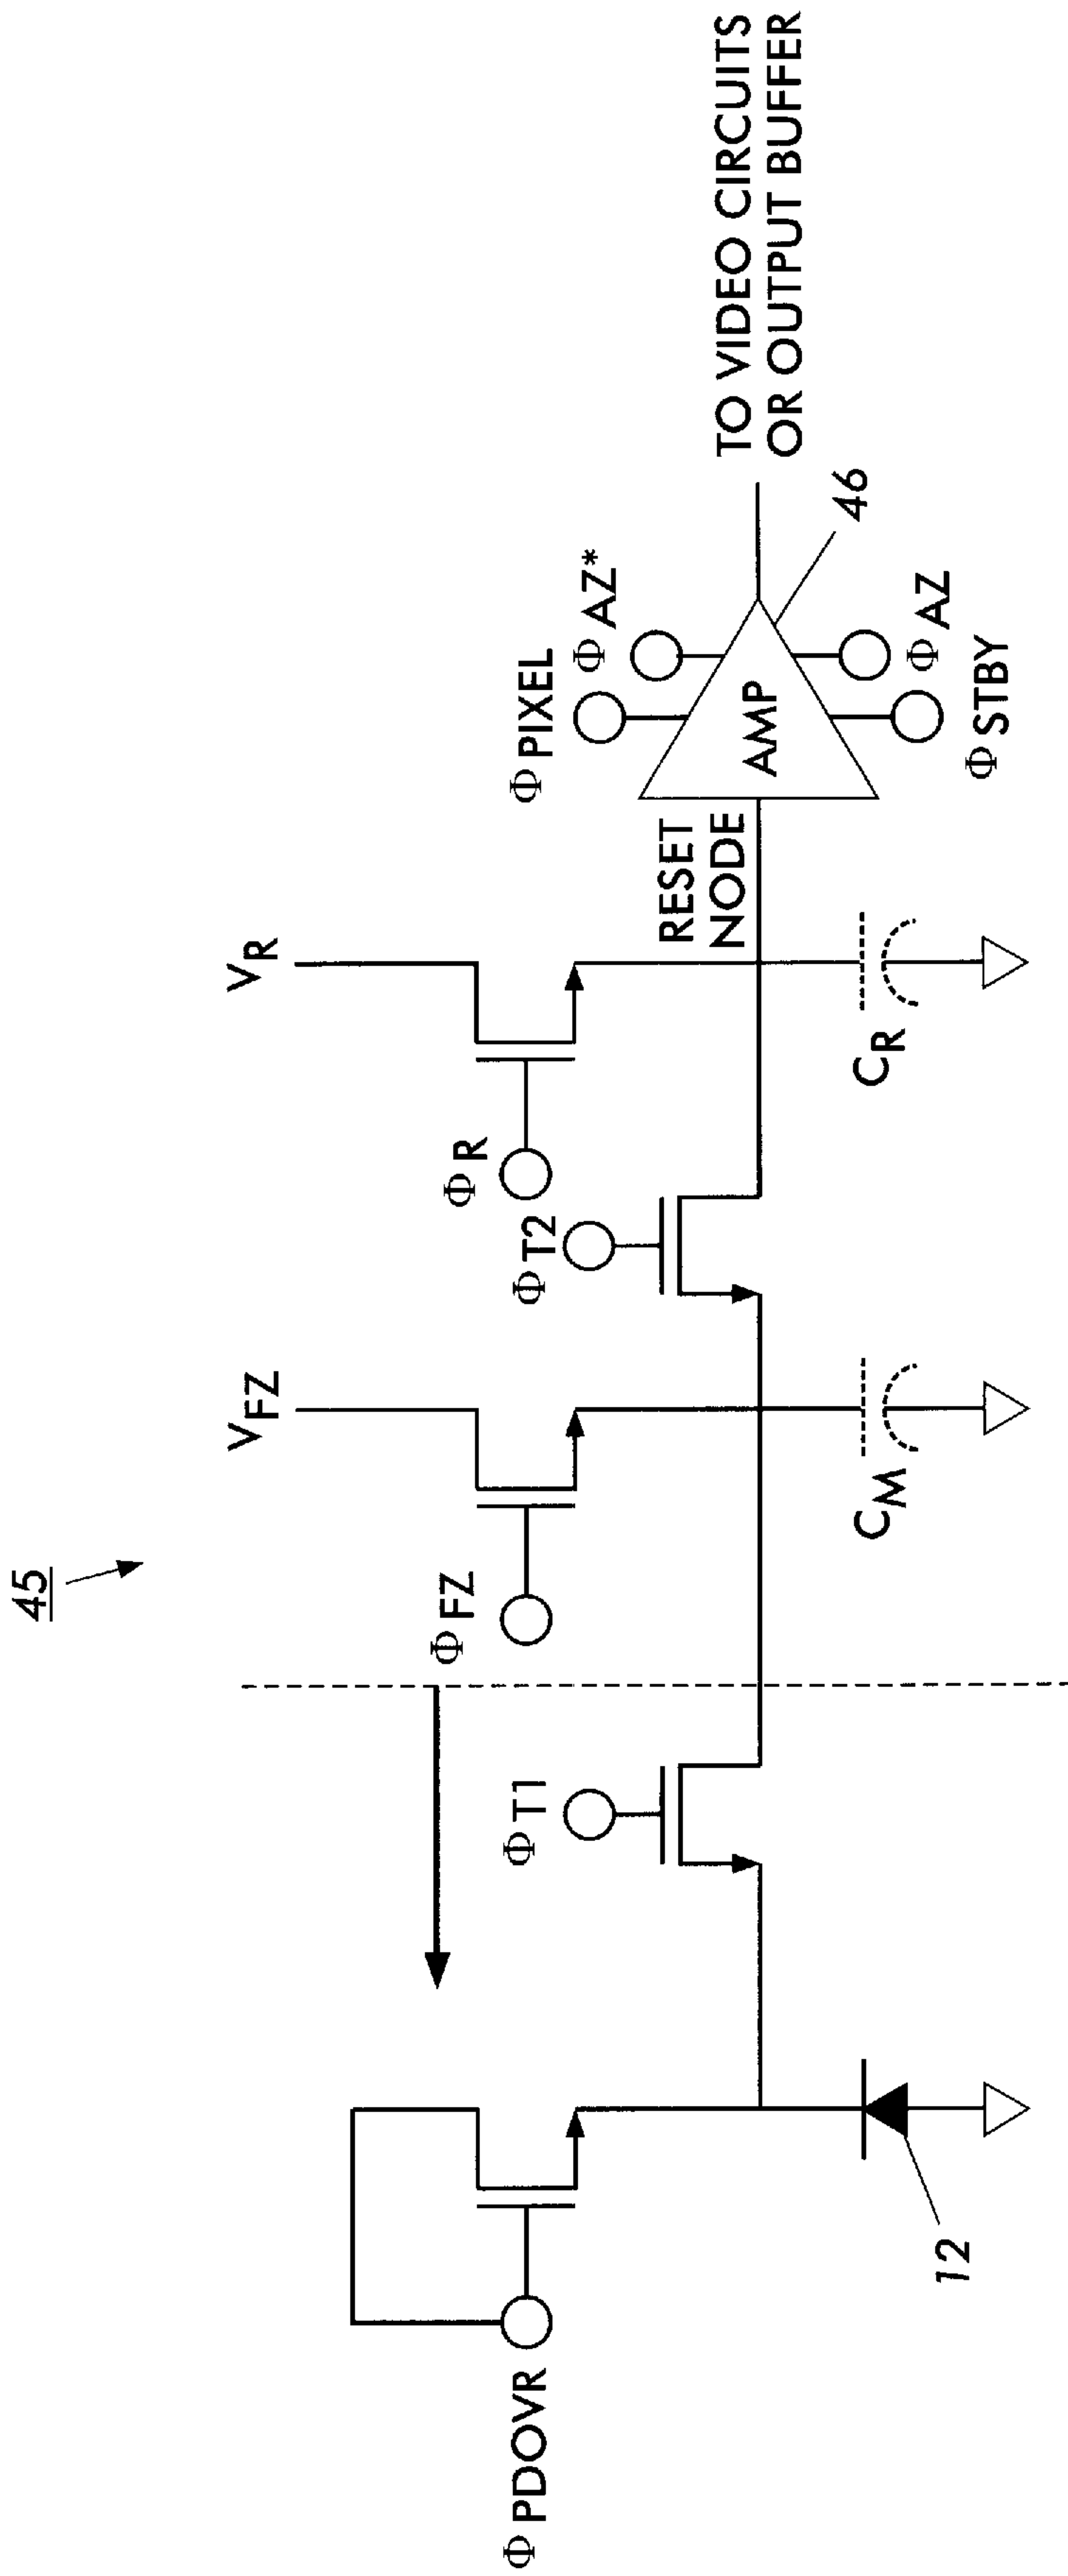 45
V_FZ
V_R
Φ PDOVR
Φ FZ
Φ R
Φ T1
Φ T2
Φ PIXEL
Φ AZ*
RESET
NODE
AMP
TO VIDEO CIRCUITS
OR OUTPUT BUFFER
46
12
C_M
C_R
Φ STBY
Φ AZ